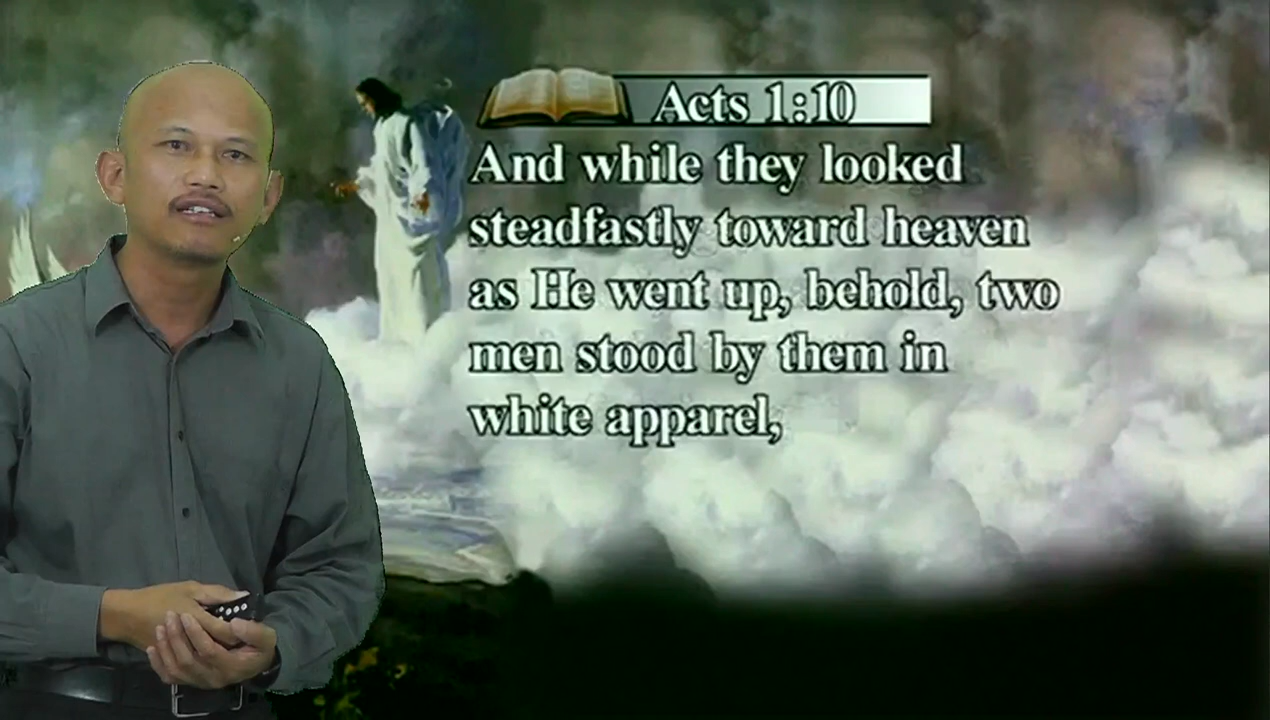 Acts 1:10
And while they looked
steadfastly toward heaven
as He went up, behold, two
men stood by them in
white apparel,